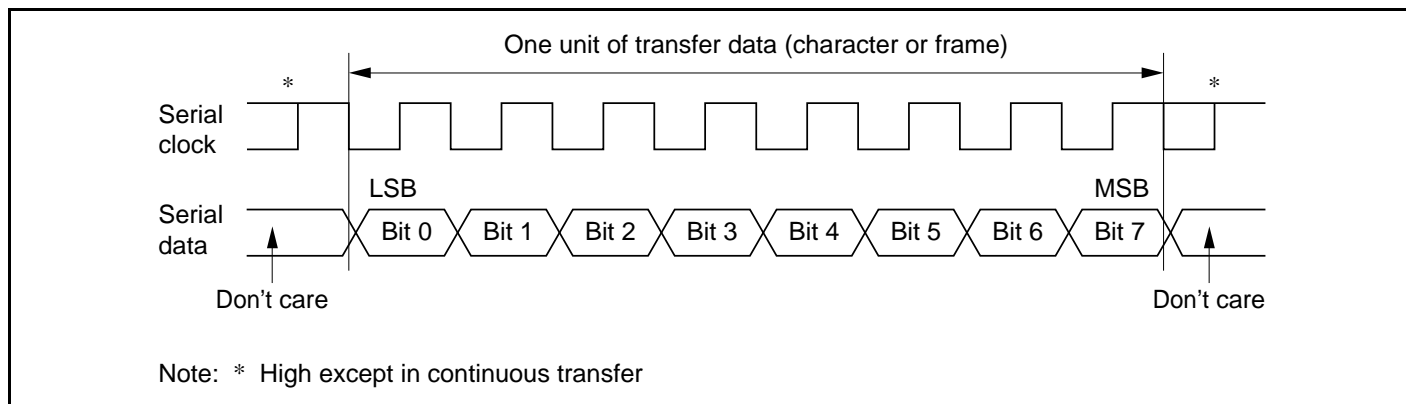 One unit of transfer data (character or frame)
* *
Serial
clock
LSB MSB
Serial
data
Bit 0 Bit 1 Bit 2 Bit 3 Bit 4 Bit 5 Bit 6 Bit 7
Don't care Don't care
Note: * High except in continuous transfer